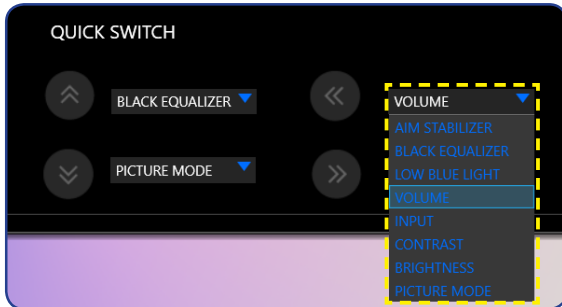 QUICK SWITCH
BLACK EQUALIZER
PICTURE MODE
VOLUME
AIM STABILIZER
BLACK EQUALIZER
LOW BLUE LIGHT
VOLUME
INPUT
CONTRAST
BRIGHTNESS
PICTURE MODE